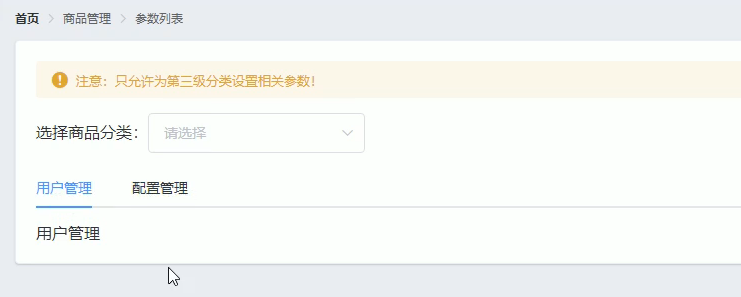 首页 > 商品管理 > 参数列表
注意：只允许为第三级分类设置相关参数！
选择商品分类： 请选择
用户管理 配置管理
用户管理